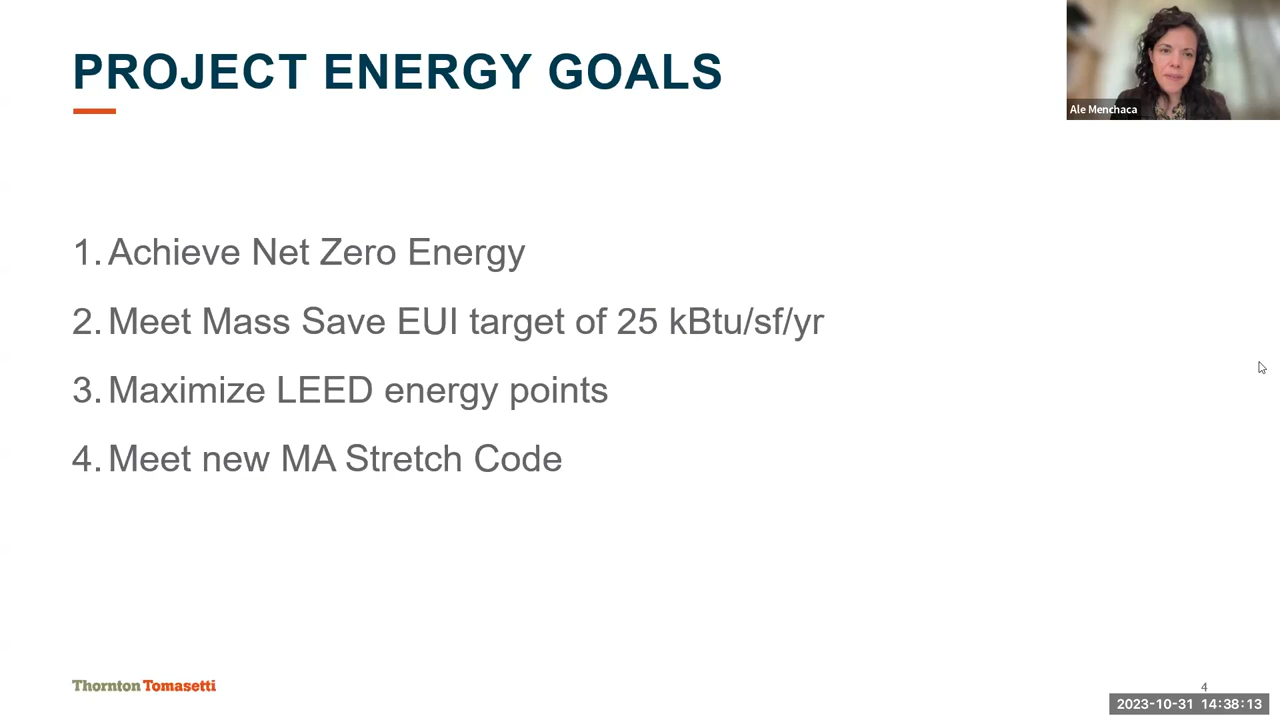 PROJECT ENERGY GOALS
Ale Menchaca
1. Achieve Net Zero Energy
2. Meet Mass Save EUI target of 25 kBtu/sf/yr
3. Maximize LEED energy points
4. Meet new MA Stretch Code
Thornton Tomasetti
4
2023-10-31 14:38:13